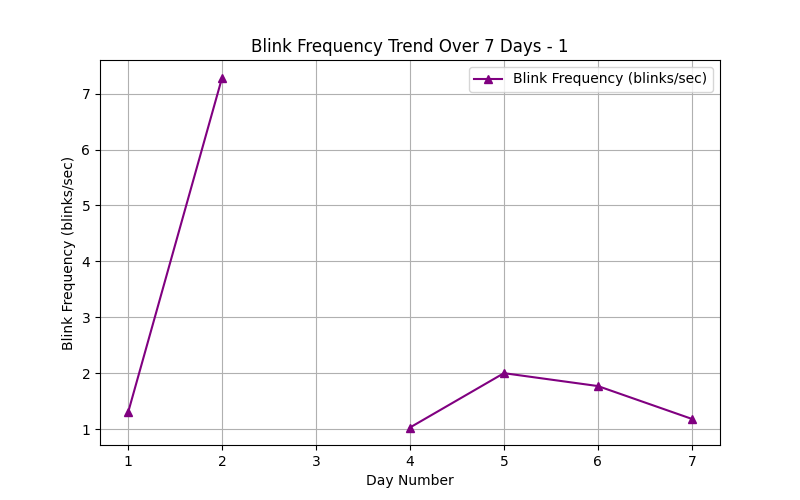 Blink Frequency Trend Over 7 Days - 1
Blink Frequency (blinks/sec)
7
6
5
4
3
2
1
Blink Frequency (blinks/sec)
1 2 3 4 5 6 7
Day Number